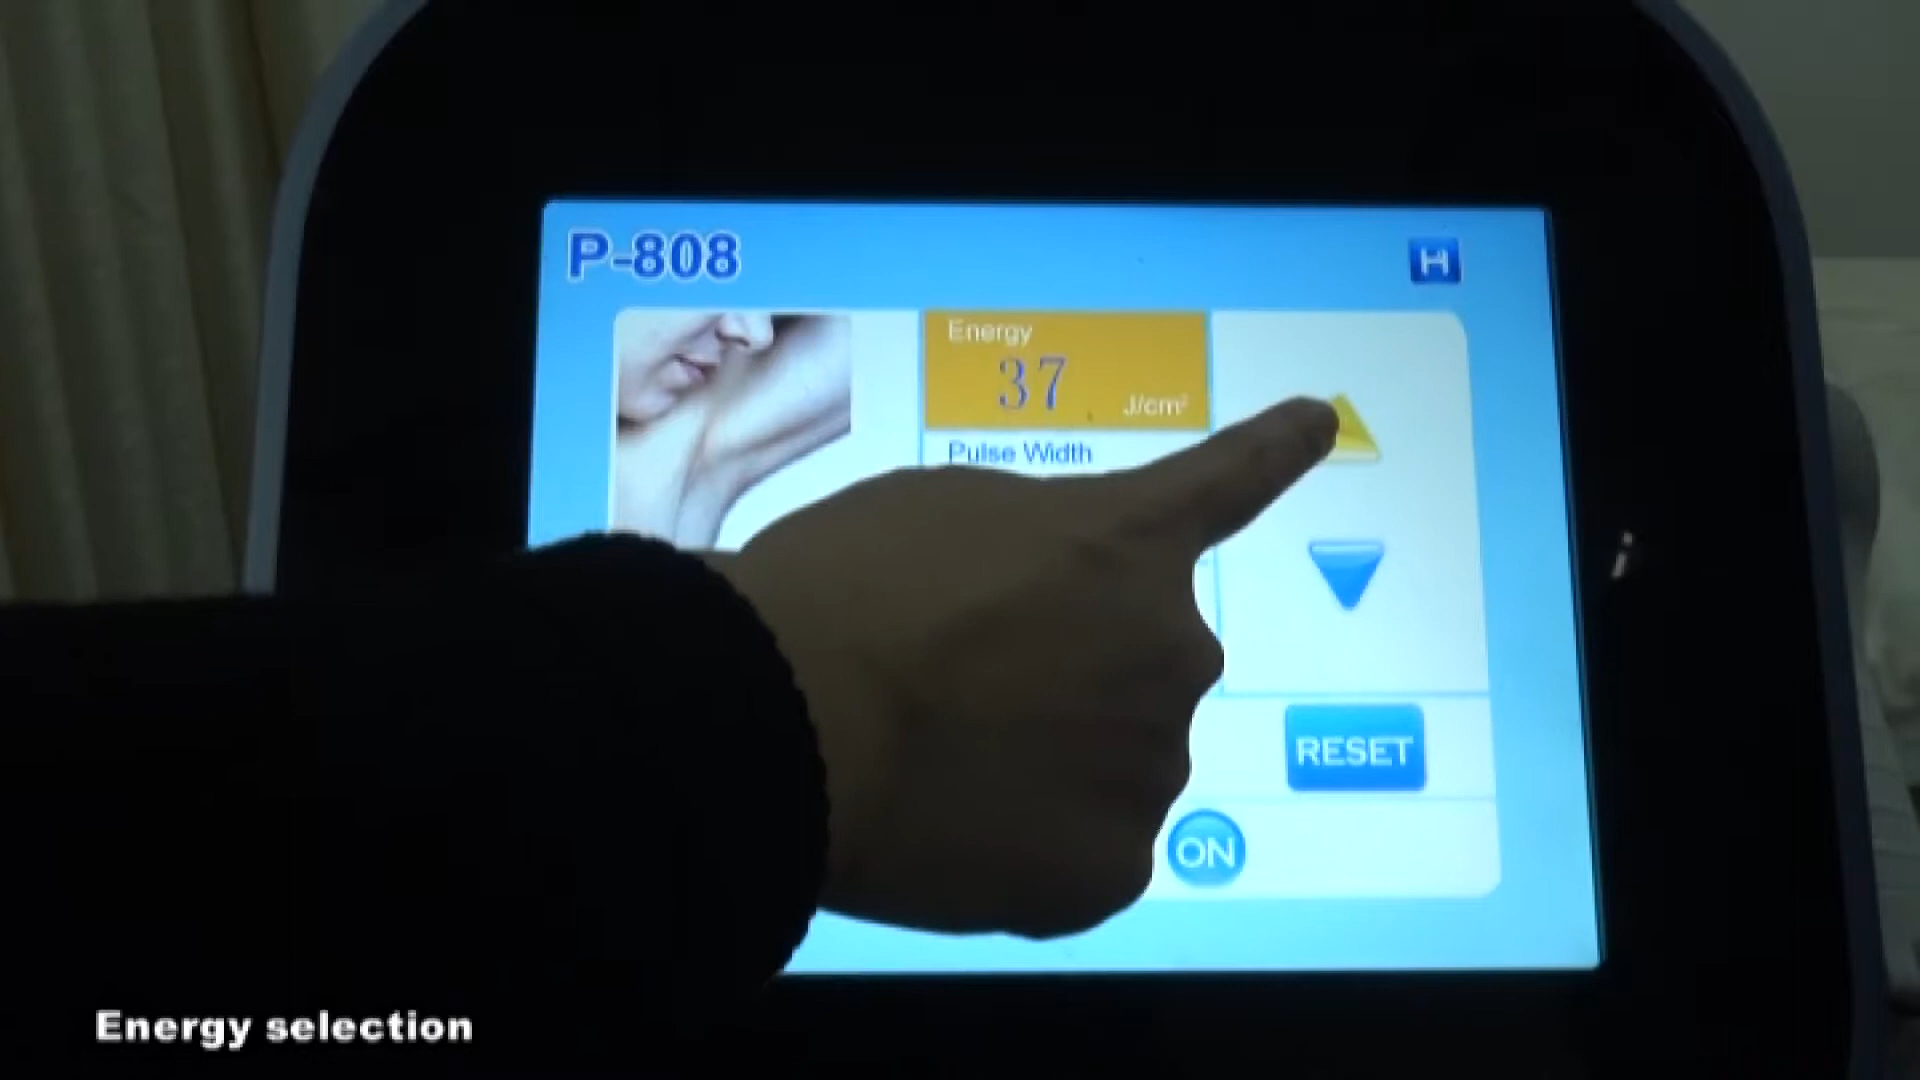 P-808
H
Energy
37
J/cm²
Pulse Width
RESET
ON
Energy selection